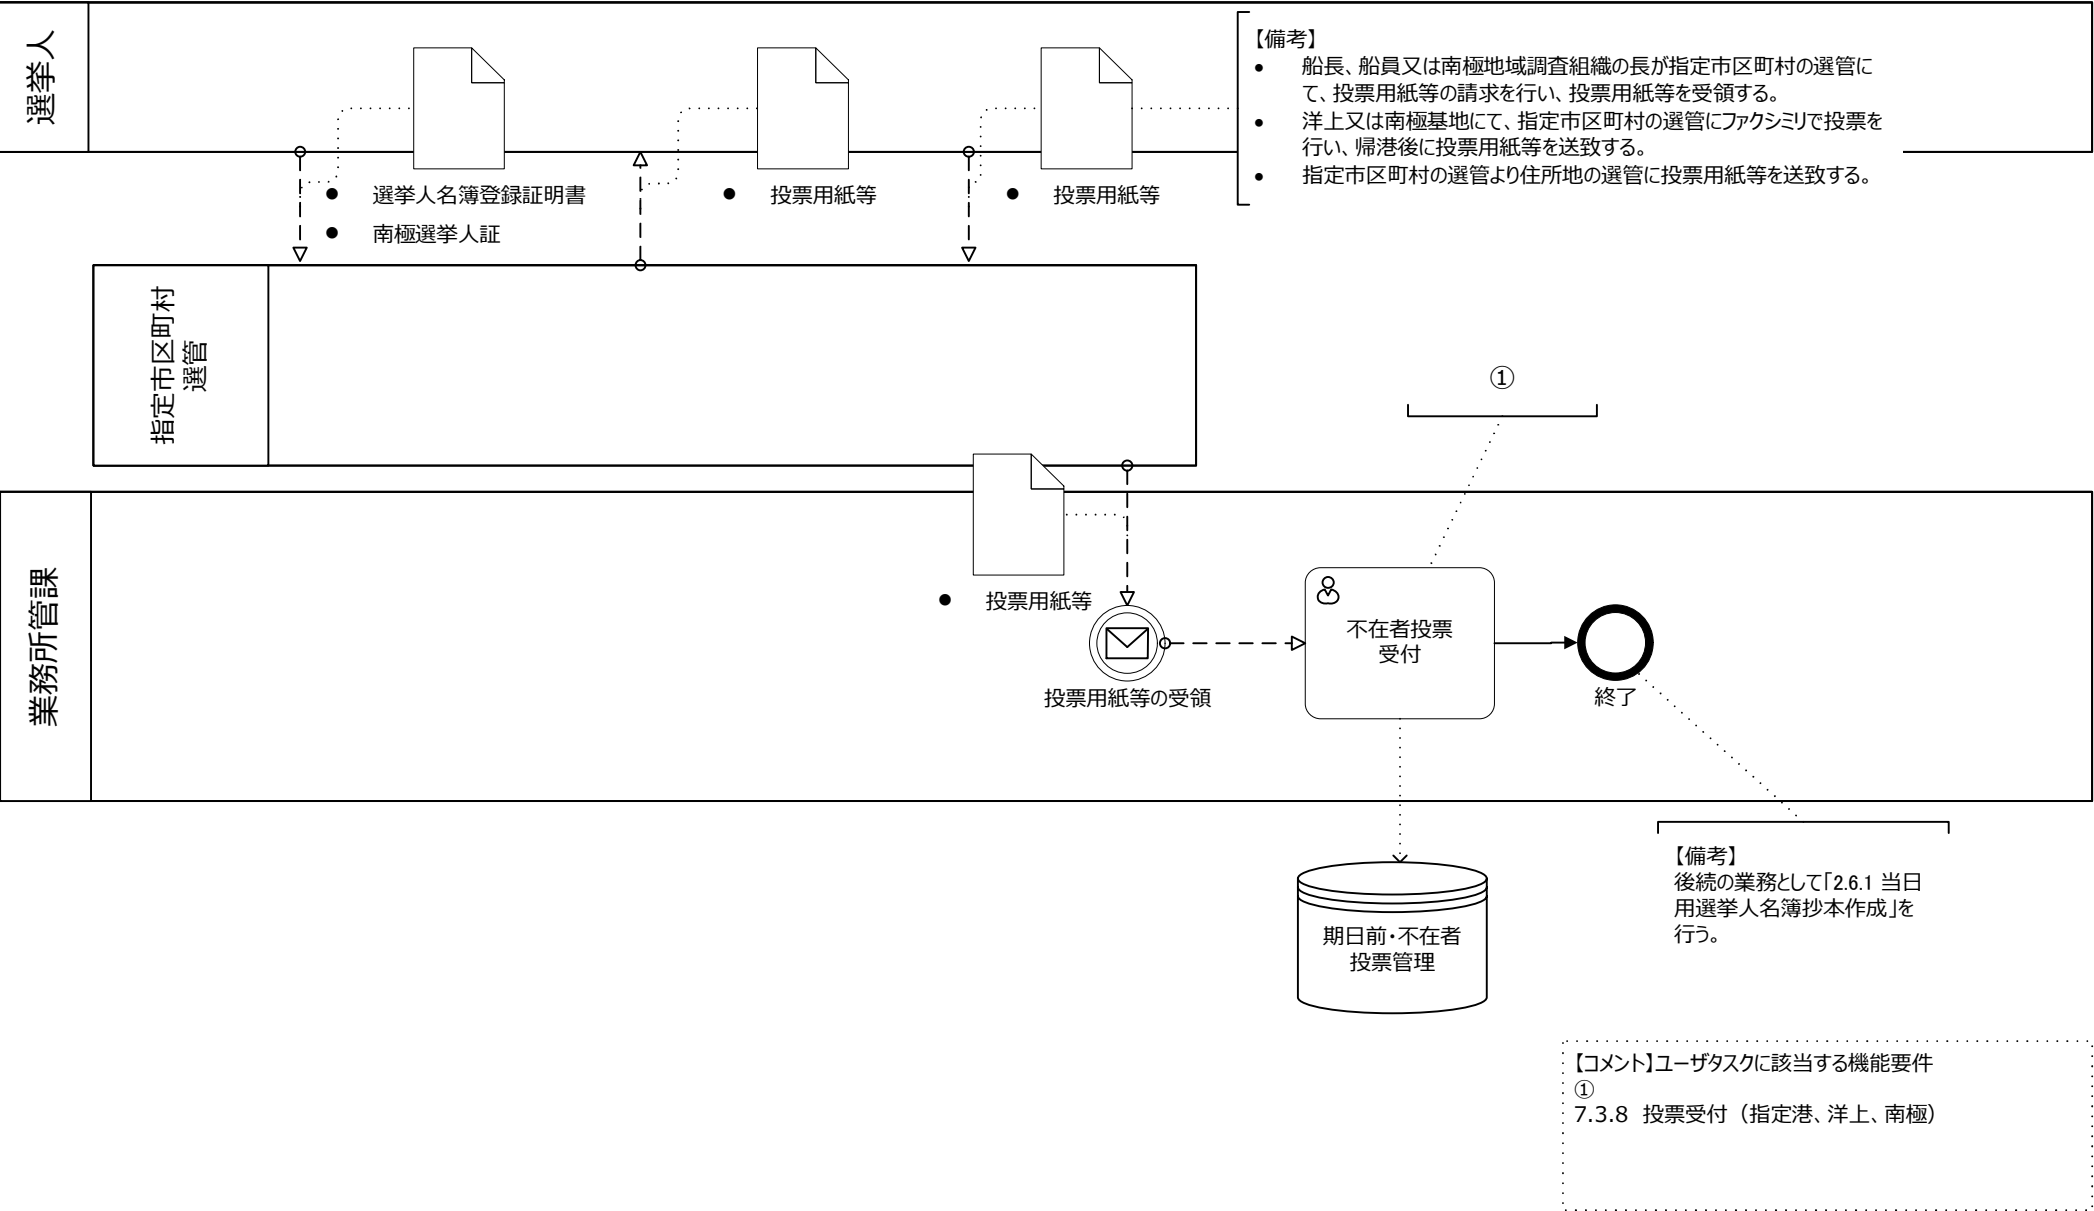 選挙人
【備考】
• 船長、船員又は南極地域調査組織の長が指定市区町村の選管に
て、投票用紙等の請求を行い、投票用紙等を受領する。
• 洋上又は南極基地にて、指定市区町村の選管にファクシミリで投票を
行い、帰港後に投票用紙等を送致する。
• 指定市区町村の選管より住所地の選管に投票用紙等を送致する。
● 選挙人名簿登録証明書
● 南極選挙人証
● 投票用紙等
● 投票用紙等
指定市区町村
選管
①
業務所管課
● 投票用紙等
投票用紙等の受領
不在者投票
受付
終了
期日前・不在者
投票管理
【備考】
後続の業務として「2.6.1 当日
用選挙人名簿抄本作成」を
行う。
【コメント】ユーザタスクに該当する機能要件
①
7.3.8 投票受付（指定港、洋上、南極）